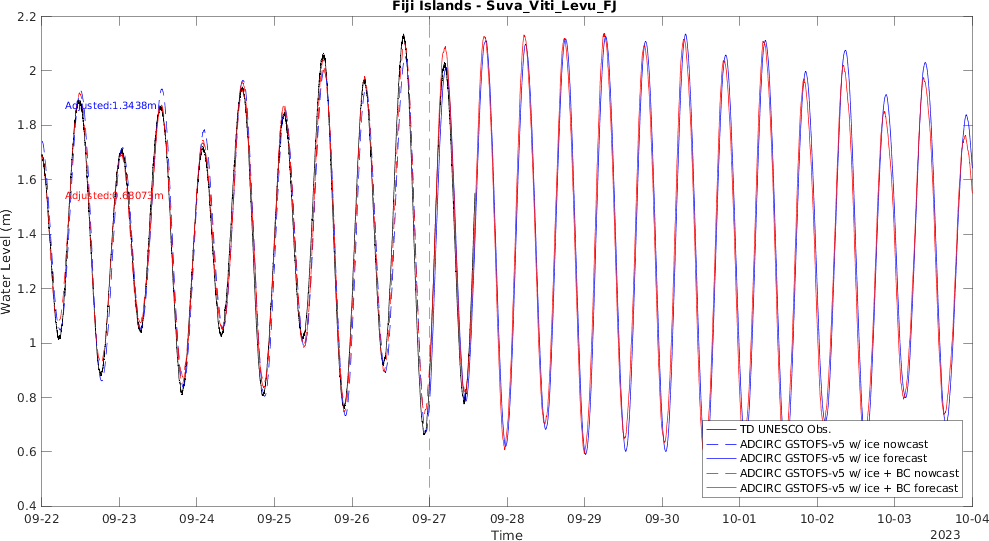 Fiji Islands - Suva_Viti_Levu_FJ
2.2
2
1.8
1.6
1.4
1.2
1
0.8
0.6
0.4
Water Level (m)
Adjusted:1.3438m
Adjusted:0.68073m
TD UNESCO Obs.
ADCIRC GSTOFS-v5 w/ ice nowcast
ADCIRC GSTOFS-v5 w/ ice forecast
ADCIRC GSTOFS-v5 w/ ice + BC nowcast
ADCIRC GSTOFS-v5 w/ ice + BC forecast
09-22 09-23 09-24 09-25 09-26 09-27 09-28 09-29 09-30 10-01 10-02 10-03 10-04
Time
2023